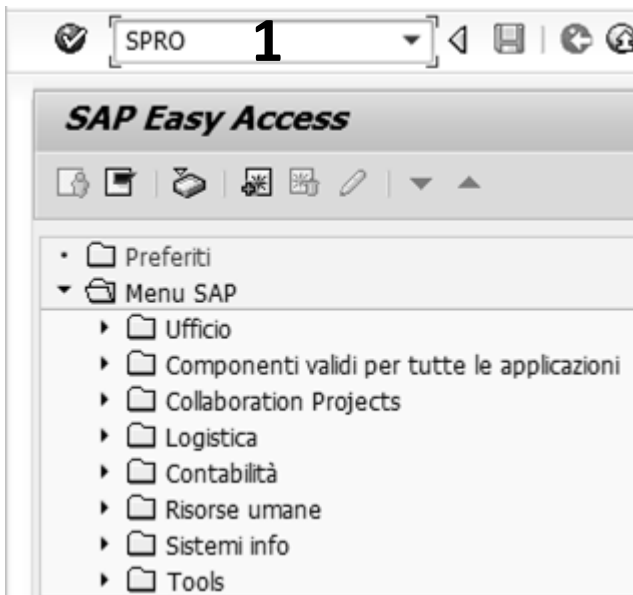 SPRO 1
SAP Easy Access
Preferiti
Menu SAP
Ufficio
Componenti validi per tutte le applicazioni
Collaboration Projects
Logistica
Contabilità
Risorse umane
Sistemi info
Tools